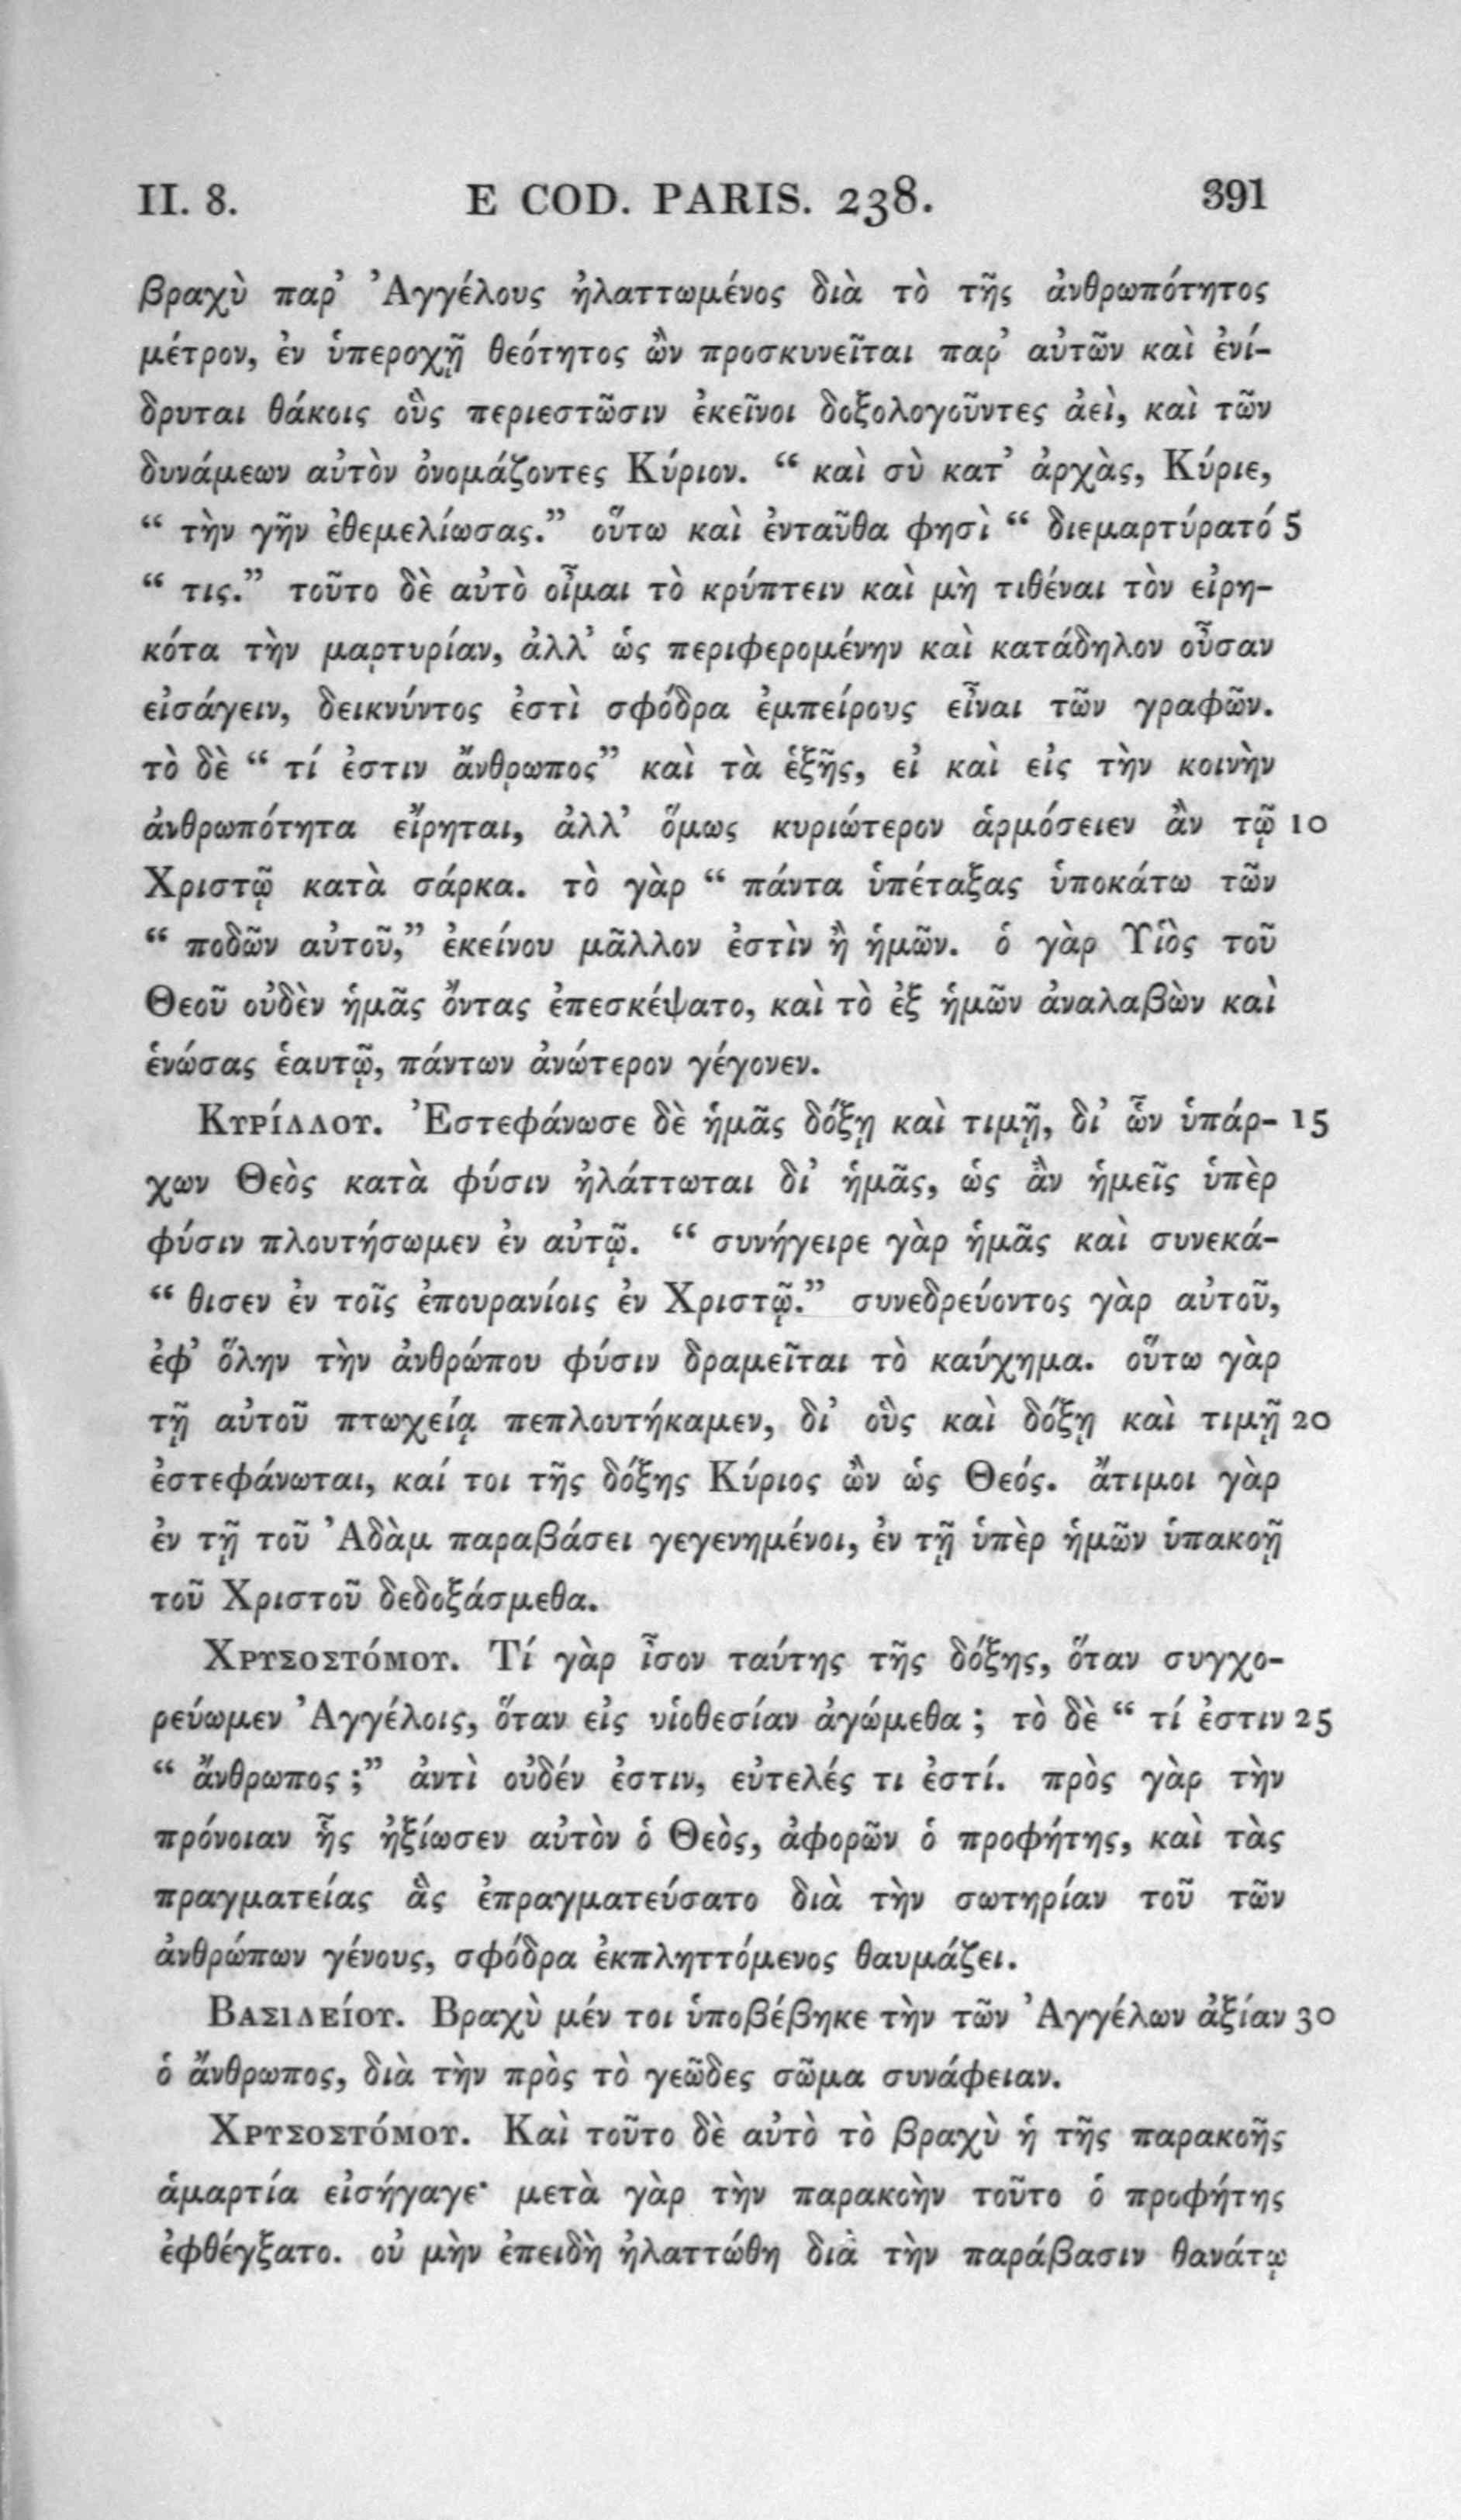 II. 8. E COD. PARIS. 238. 391
βραχὺ παρ’ Ἀγγέλους ἠλαττωμένος διὰ τὸ τῆς ἀνθρωπότητος
μέτρον, ἐν ὑπεροχῇ θεότητος ὢν προσκυνεῖται παρ’ αὐτῶν καὶ ἐνί-
δρυται θάκοις οὓς περιεστῶσιν ἐκεῖνοι δοξολογοῦντες ἀεὶ, καὶ τῶν
δυνάμεων αὐτὸν ὀνομάζοντες Κύριον. “ καὶ σὺ κατ’ ἀρχὰς, Κύριε,
“ τὴν γῆν ἐθεμελίωσας.” οὕτω καὶ ἐνταῦθα φησὶ “ διεμαρτύρατό 5
“ τις.” τοῦτο δὲ αὐτὸ οἶμαι τὸ κρύπτειν καὶ μὴ τιθέναι τὸν εἰρη-
κότα τὴν μαρτυρίαν, ἀλλ’ ὡς περιφερομένην καὶ κατάδηλον οὖσαν
εἰσάγειν, δεικνύντος ἐστὶ σφόδρα ἐμπείρους εἶναι τῶν γραφῶν.
τὸ δὲ “ τί ἐστιν ἄνθρωπος” καὶ τὰ ἑξῆς, εἰ καὶ εἰς τὴν κοινὴν
ἀνθρωπότητα εἴρηται, ἀλλ’ ὅμως κυριώτερον ἁρμόσειεν ἂν τῷ 10
Χριστῷ κατὰ σάρκα. τὸ γὰρ “ πάντα ὑπέταξας ὑποκάτω τῶν
“ ποδῶν αὐτοῦ,” ἐκείνου μᾶλλον ἐστὶν ἢ ἡμῶν. ὁ γὰρ Υἱὸς τοῦ
Θεοῦ οὐδὲν ἡμᾶς ὄντας ἐπεσκέψατο, καὶ τὸ ἐξ ἡμῶν ἀναλαβὼν καὶ
ἑνώσας ἑαυτῷ, πάντων ἀνώτερον γέγονεν.
Κυρίλλου. Ἐστεφάνωσε δὲ ἡμᾶς δόξῃ καὶ τιμῇ, δι’ ὧν ὑπάρ- 15
χων Θεὸς κατὰ φύσιν ἠλάττωται δι’ ἡμᾶς, ὡς ἂν ἡμεῖς ὑπὲρ
φύσιν πλουτήσωμεν ἐν αὐτῷ. “ συνήγειρε γὰρ ἡμᾶς καὶ συνεκά-
“ θισεν ἐν τοῖς ἐπουρανίοις ἐν Χριστῷ.” συνεδρεύοντος γὰρ αὐτοῦ,
ἐφ’ ὅλην τὴν ἀνθρώπου φύσιν δραμεῖται τὸ καύχημα. οὕτω γὰρ
τῇ αὐτοῦ πτωχείᾳ πεπλουτήκαμεν, δι’ οὓς καὶ δόξῃ καὶ τιμῇ 20
ἐστεφάνωται, καί τοι τῆς δόξης Κύριος ὢν ὡς Θεός. ἄτιμοι γὰρ
ἐν τῇ τοῦ Ἀδὰμ παραβάσει γεγενημένοι, ἐν τῇ ὑπὲρ ἡμῶν ὑπακοῇ
τοῦ Χριστοῦ δεδοξάσμεθα.
Χρυσοστόμου. Τί γὰρ ἶσον ταύτης τῆς δόξης, ὅταν συγχο-
ρεύωμεν Ἀγγέλοις, ὅταν εἰς υἱοθεσίαν ἀγώμεθα ; τὸ δὲ “ τί ἐστιν 25
“ ἄνθρωπος ;” ἀντὶ οὐδέν ἐστιν, εὐτελές τι ἐστί. πρὸς γὰρ τὴν
πρόνοιαν ἧς ἠξίωσεν αὐτὸν ὁ Θεὸς, ἀφορῶν ὁ προφήτης, καὶ τὰς
πραγματείας ἃς ἐπραγματεύσατο διὰ τὴν σωτηρίαν τοῦ τῶν
ἀνθρώπων γένους, σφόδρα ἐκπληττόμενος θαυμάζει.
Βασιλείου. Βραχὺ μέν τοι ὑποβέβηκε τὴν τῶν Ἀγγέλων ἀξίαν 30
ὁ ἄνθρωπος, διὰ τὴν πρὸς τὸ γεῶδες σῶμα συνάφειαν.
Χρυσοστόμου. Καὶ τοῦτο δὲ αὐτὸ τὸ βραχὺ ἡ τῆς παρακοῆς
ἁμαρτία εἰσήγαγε· μετὰ γὰρ τὴν παρακοὴν τοῦτο ὁ προφήτης
ἐφθέγξατο. οὐ μὴν ἐπειδὴ ἠλαττώθη διὰ τὴν παράβασιν θανάτῳ